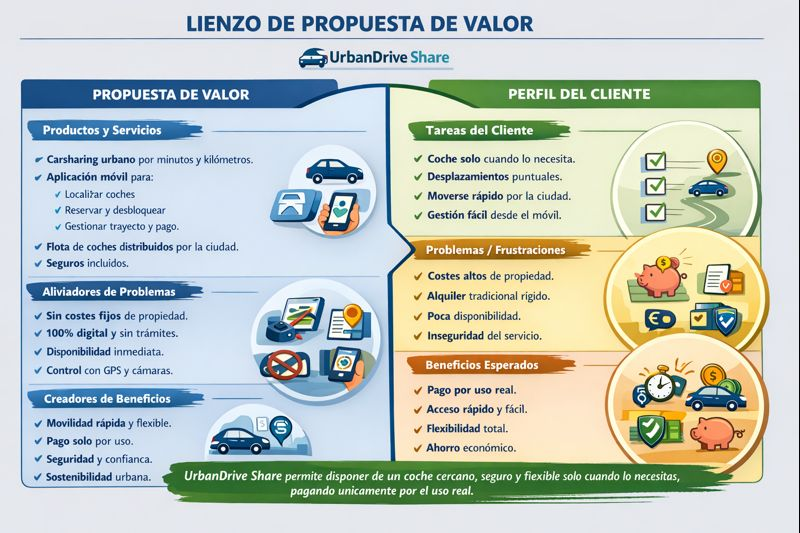 LIENZO DE PROPUESTA DE VALOR
UrbanDrive Share
PROPUESTA DE VALOR
Productos y Servicios
Carsharing urbano por minutos y kilómetros.
Aplicación móvil para:
Localizar coches
Reservar y desbloquear
Gestionar trayecto y pago.
Flota de coches distribuidos por la ciudad.
Seguros incluidos.
Aliviadores de Problemas
Sin costes fijos de propiedad.
100% digital y sin trámites.
Disponibilidad inmediata.
Control con GPS y cámaras.
Creadores de Beneficios
Movilidad rápida y flexible.
Pago solo por uso.
Seguridad y confianca.
Sostenibilidad urbana.
PERFIL DEL CLIENTE
Tareas del Cliente
Coche solo cuando lo necesita.
Desplazamientos puntuales.
Moverse rápido por la ciudad.
Gestión fácil desde el móvil.
Problemas / Frustraciones
Costes altos de propiedad.
Alquiler tradicional rígido.
Poca disponibilidad.
Inseguridad del servicio.
Beneficios Esperados
Pago por uso real.
Acceso rápido y fácil.
Flexibilidad total.
Ahorro económico.
UrbanDrive Share permite disponer de un coche cercano, seguro y flexible solo cuando lo necesitas,
pagando unicamente por el uso real.